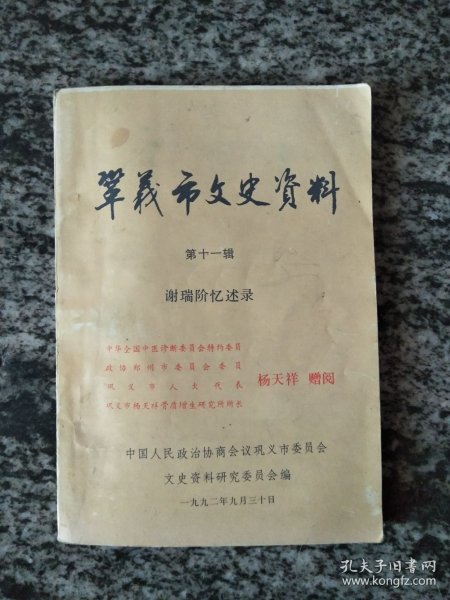 巩義市文史資料
第十一辑
谢瑞阶忆述录
中华全国中医诊断委员会特约委员
政协郑州市委员会委员
巩义市人大代表
巩义市杨天祥骨质增生研究所所长
杨天祥 赠阅
中国人民政治协商会议巩义市委员会
文史资料研究委员会编
一九九二年九月三十日
孔夫子旧书网
www.kongfz.com